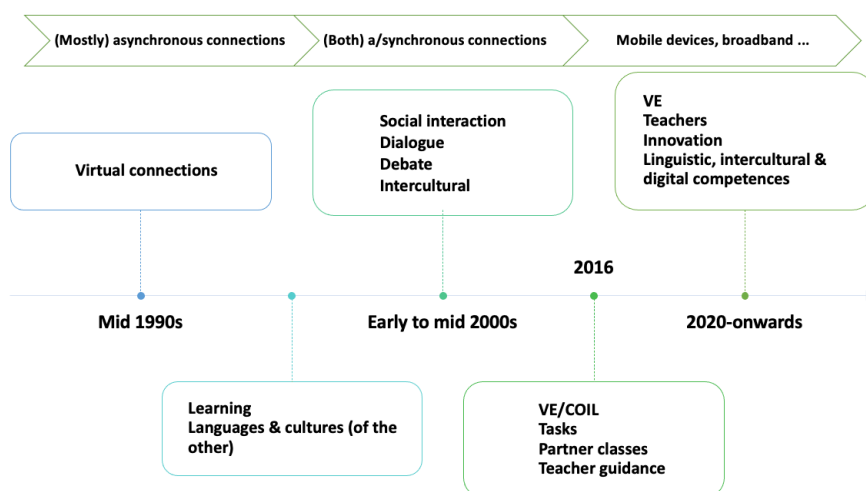 (Mostly) asynchronous connections
(Both) a/synchronous connections
Mobile devices, broadband ...
Virtual connections
Social interaction
Dialogue
Debate
Intercultural
VE
Teachers
Innovation
Linguistic, intercultural &
digital competences
2016
Mid 1990s
Early to mid 2000s
2020-onwards
Learning
Languages & cultures (of the
other)
VE/COIL
Tasks
Partner classes
Teacher guidance